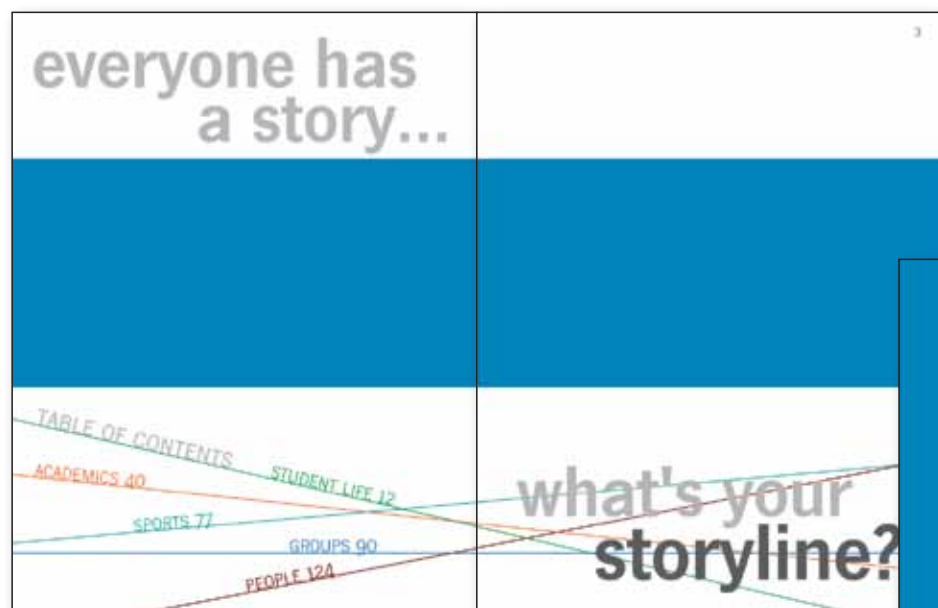 everyone has
a story...
3
TABLE OF CONTENTS
STUDENT LIFE 12
ACADEMICS 40
SPORTS 77
GROUPS 90
PEOPLE 124
what's your
storyline?